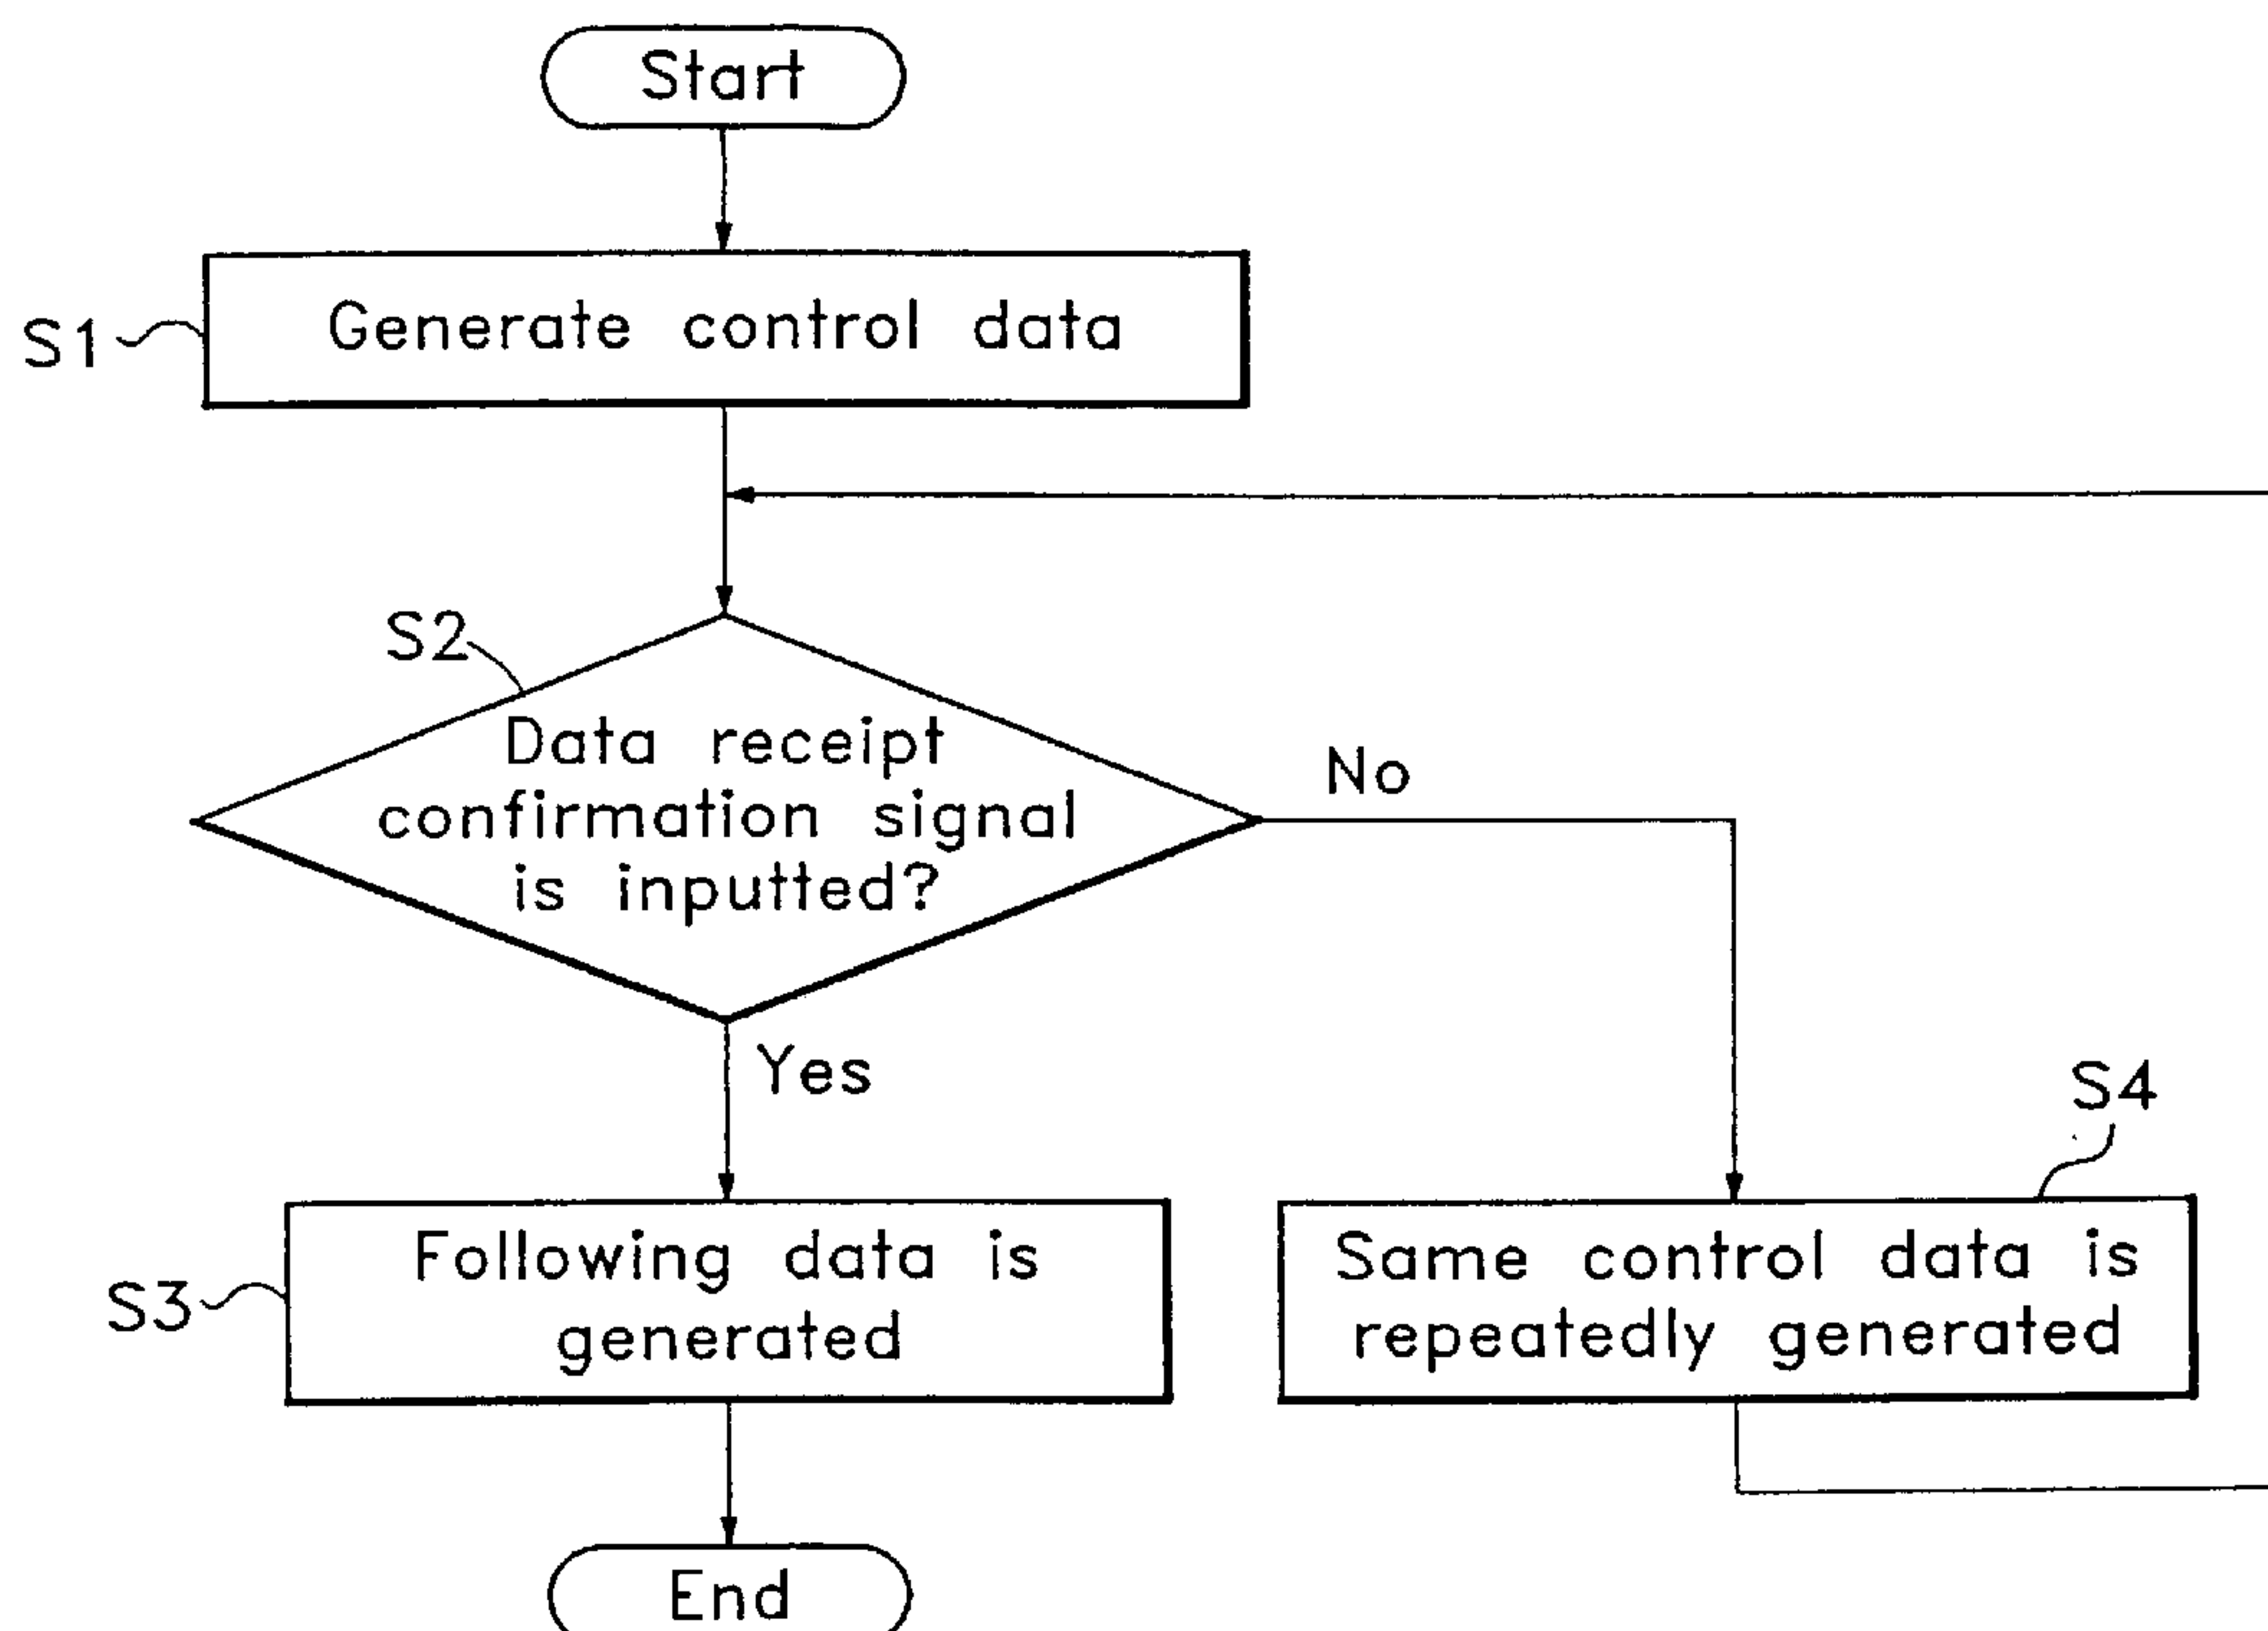 Start
S1
Generate control data
S2
Data receipt
confirmation signal
is inputted?
No
Yes
S4
S3
Following data is
generated
Same control data is
repeatedly generated
End